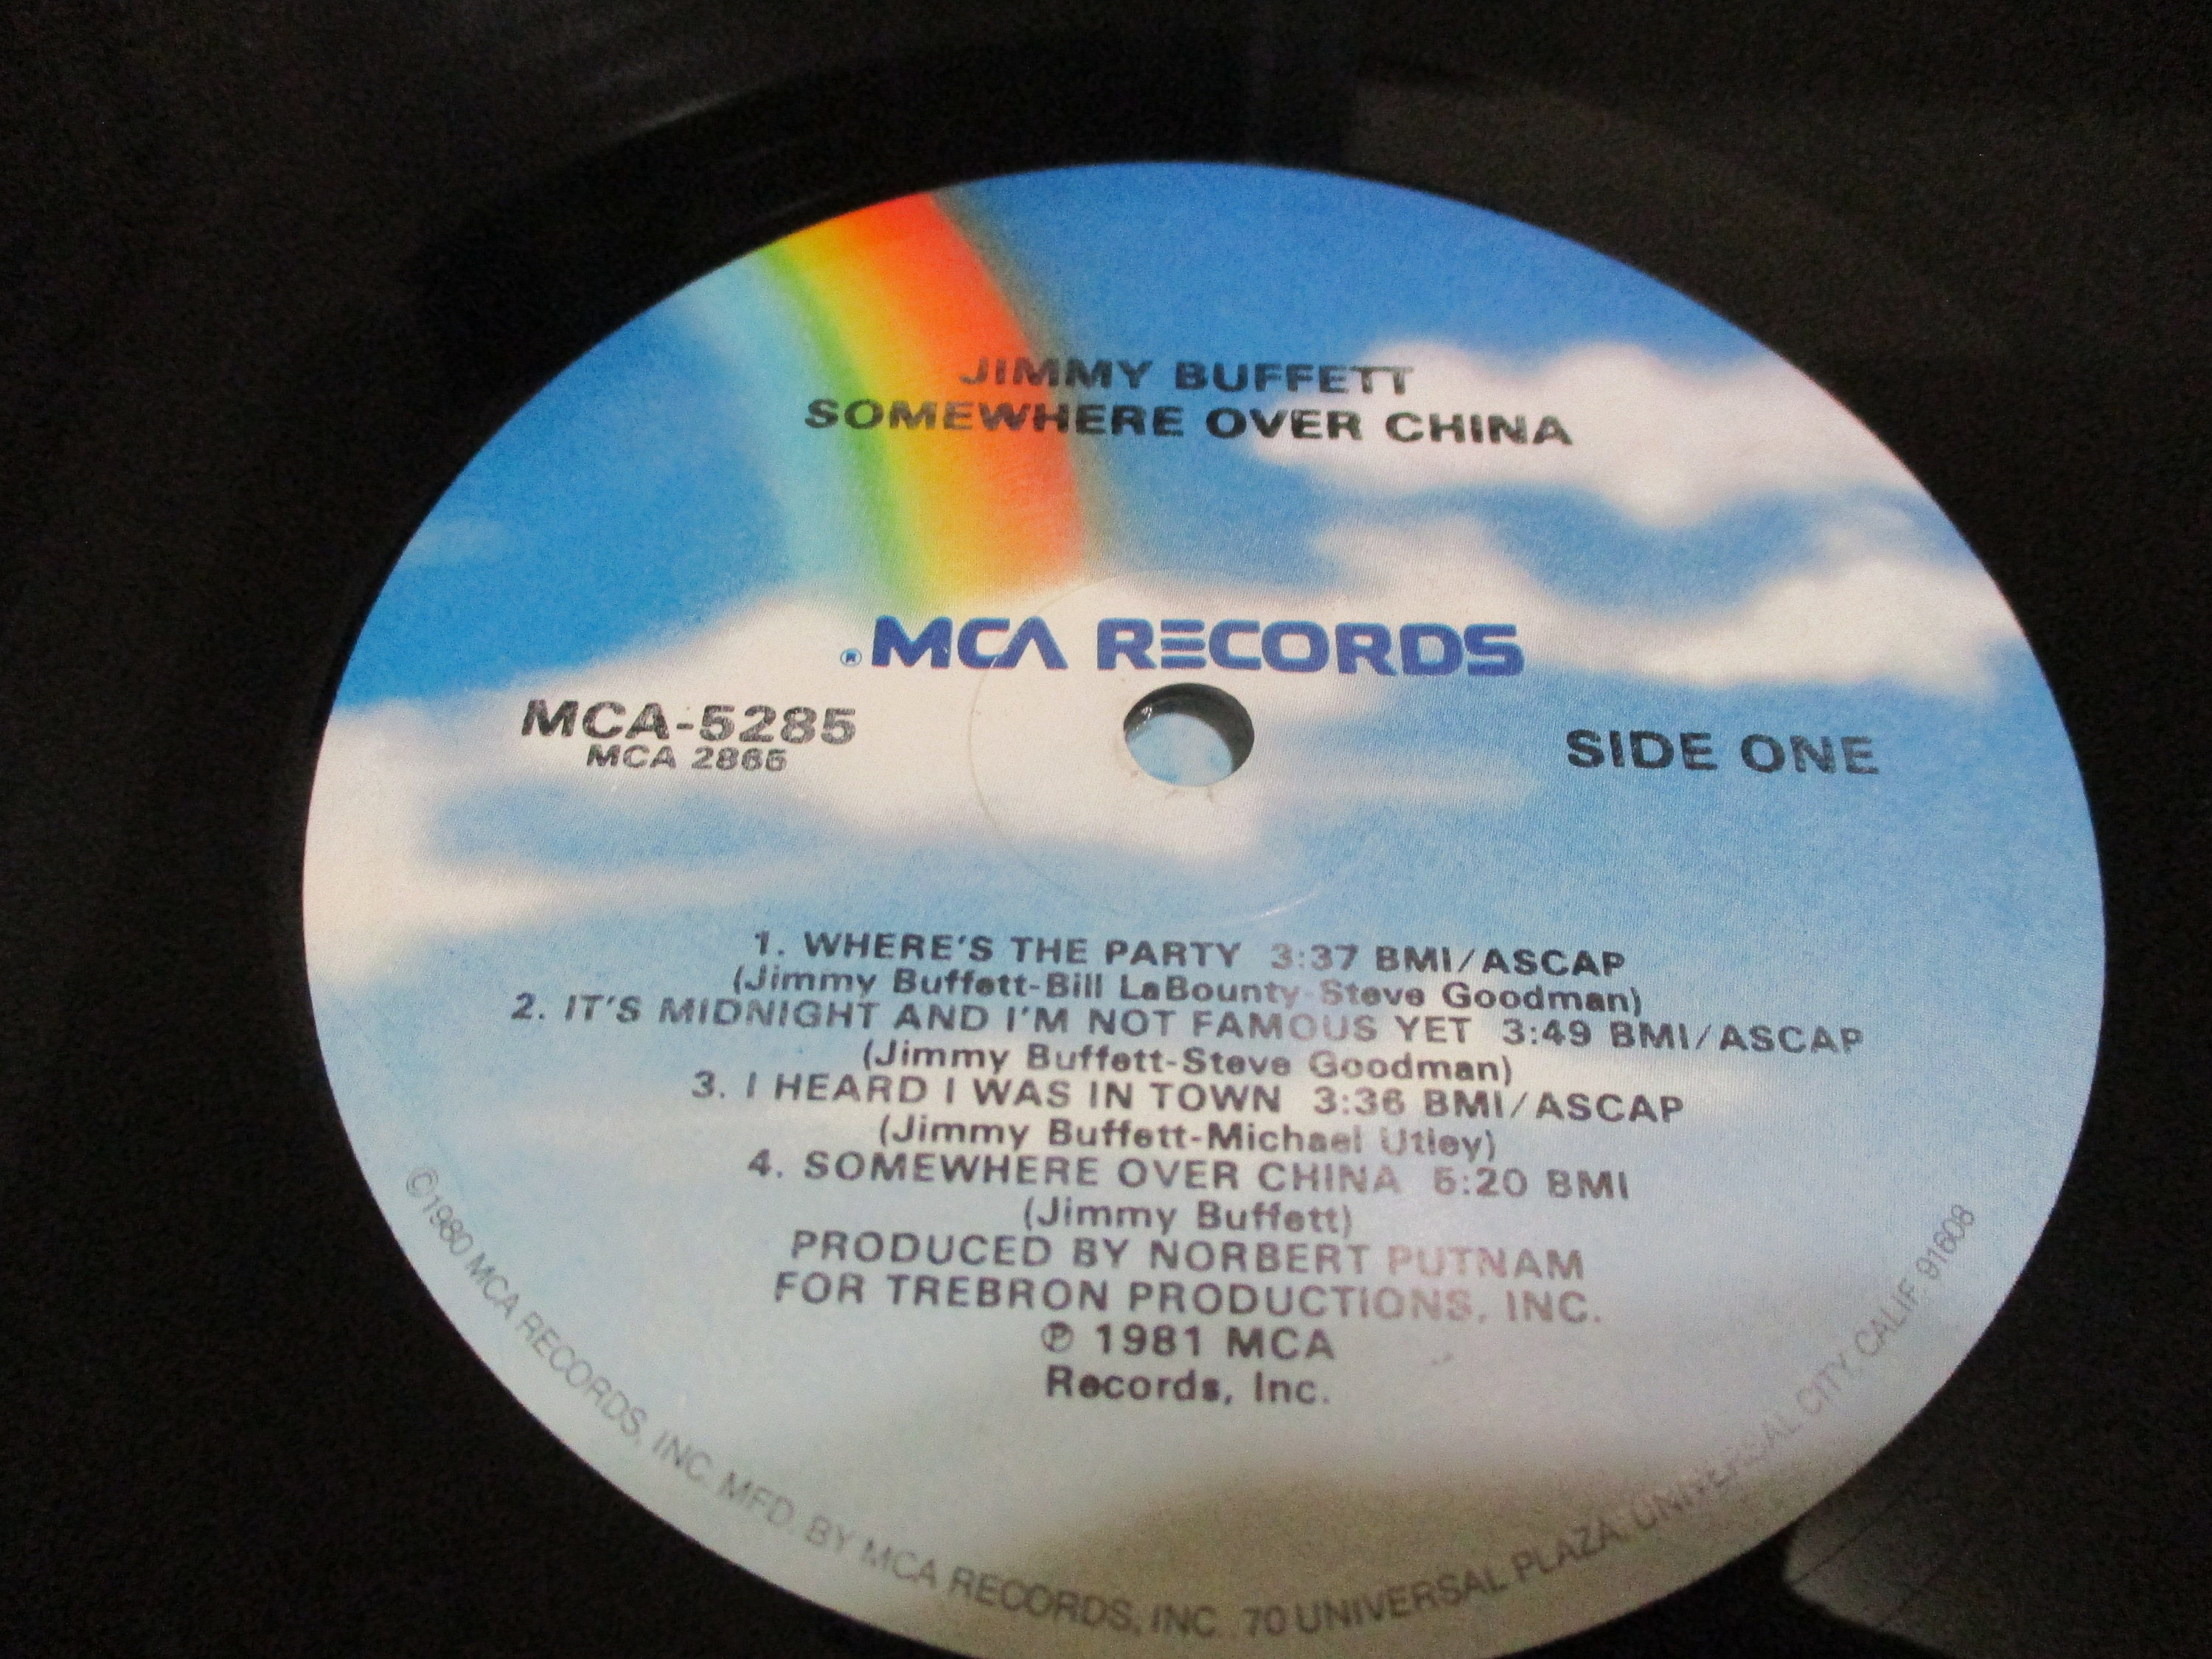 JIMMY BUFFETT
SOMEWHERE OVER CHINA
® MCA RECORDS
MCA-5285
MCA 2865
SIDE ONE
1. WHERE'S THE PARTY 3:37 BMI/ASCAP
(Jimmy Buffett-Bill LaBounty-Steve Goodman)
2. IT'S MIDNIGHT AND I'M NOT FAMOUS YET 3:49 BMI/ASCAP
(Jimmy Buffett-Steve Goodman)
3. I HEARD I WAS IN TOWN 3:36 BMI/ASCAP
(Jimmy Buffett-Michael Utley)
4. SOMEWHERE OVER CHINA 5:20 BMI
(Jimmy Buffett)
PRODUCED BY NORBERT PUTNAM
FOR TREBRON PRODUCTIONS, INC.
℗ 1981 MCA
Records, Inc.
©1980 MCA RECORDS, INC. MFD. BY MCA RECORDS, INC. 70 UNIVERSAL PLAZA, UNIVERSAL CITY, CALIF. 91608